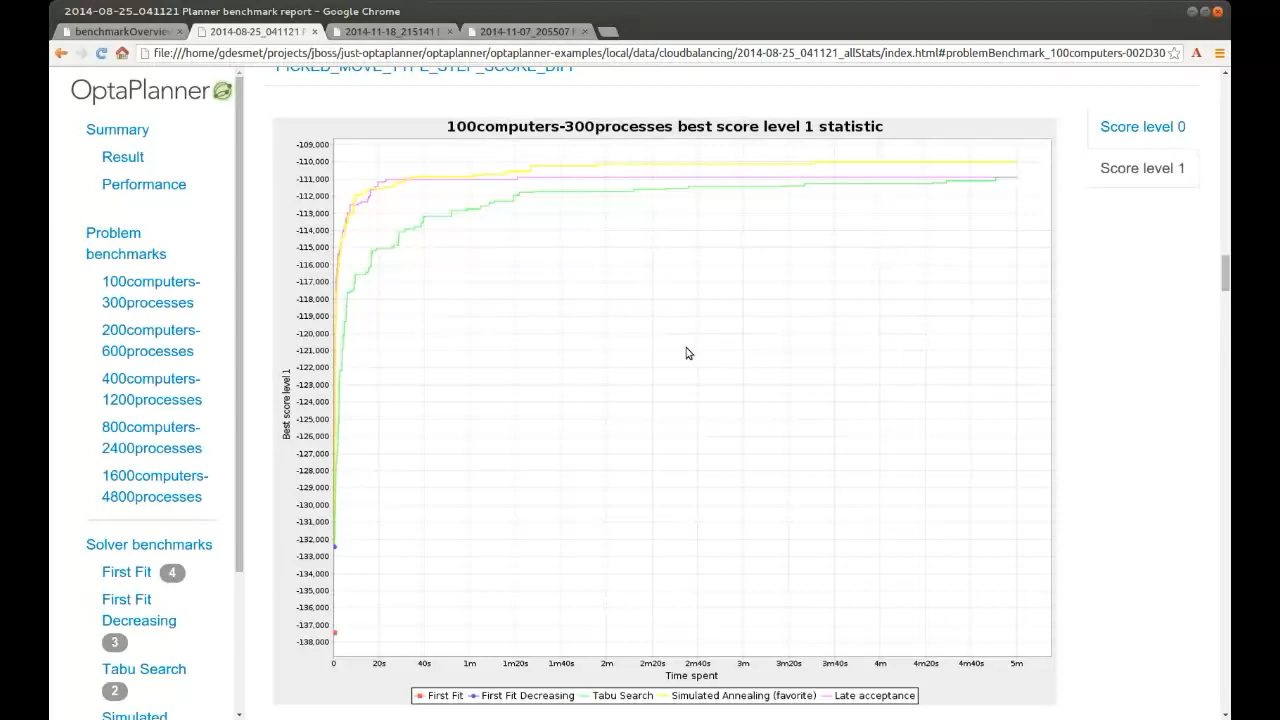 2014-08-25_041121 Planner benchmark report - Google Chrome
benchmarkOvervie
2014-08-25_041121 P
2014-11-18_215141
2014-11-07_205507
file:///home/gdesmet/projects/jboss/just-optaplanner/optaplanner/optaplanner-examples/local/data/cloudbalancing/2014-08-25_041121_allStats/index.html#problemBenchmark_100computers-002D30
PICKED_MOVE_TYPE_STEP_SCORE_DIFF
OptaPlanner
Summary
Result
Performance
Problem
benchmarks
100computers-
300processes
200computers-
600processes
400computers-
1200processes
800computers-
2400processes
1600computers-
4800processes
Solver benchmarks
First Fit 4
First Fit
Decreasing
3
Tabu Search
2
Simulated
100computers-300processes best score level 1 statistic
-109,000
-110,000
-111,000
-112,000
-113,000
-114,000
-115,000
-116,000
-117,000
-118,000
-119,000
-120,000
-121,000
-122,000
-123,000
-124,000
-125,000
-126,000
-127,000
-128,000
-129,000
-130,000
-131,000
-132,000
-133,000
-134,000
-135,000
-136,000
-137,000
-138,000
Best score level 1
0 20s 40s 1m 1m20s 1m40s 2m 2m20s 2m40s 3m 3m20s 3m40s 4m 4m20s 4m40s 5m
Time spent
First Fit First Fit Decreasing Tabu Search Simulated Annealing (favorite) Late acceptance
Score level 0
Score level 1